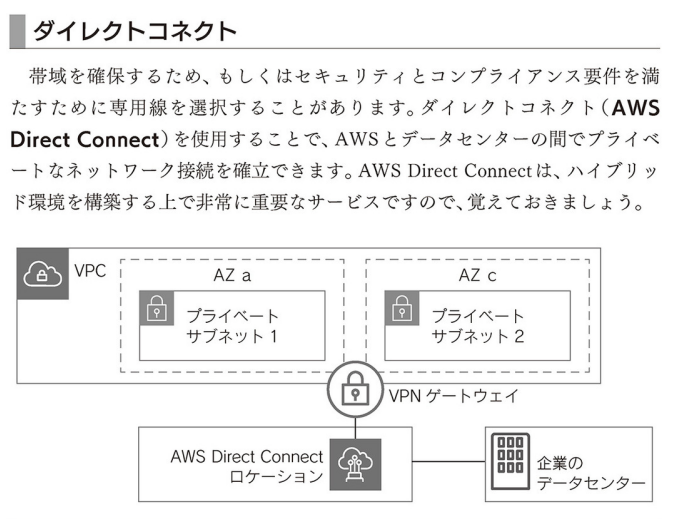 ダイレクトコネクト
帯域を確保するため、もしくはセキュリティとコンプライアンス要件を満
たすために専用線を選択することがあります。ダイレクトコネクト(AWS
Direct Connect)を使用することで、AWSとデータセンターの間でプライベ
ートなネットワーク接続を確立できます。AWS Direct Connectは、ハイブリッ
ド環境を構築する上で非常に重要なサービスですので、覚えておきましょう。
VPC
AZ a
プライベート
サブネット 1
AZ c
プライベート
サブネット 2
VPN ゲートウェイ
AWS Direct Connect
ロケーション
企業の
データセンター